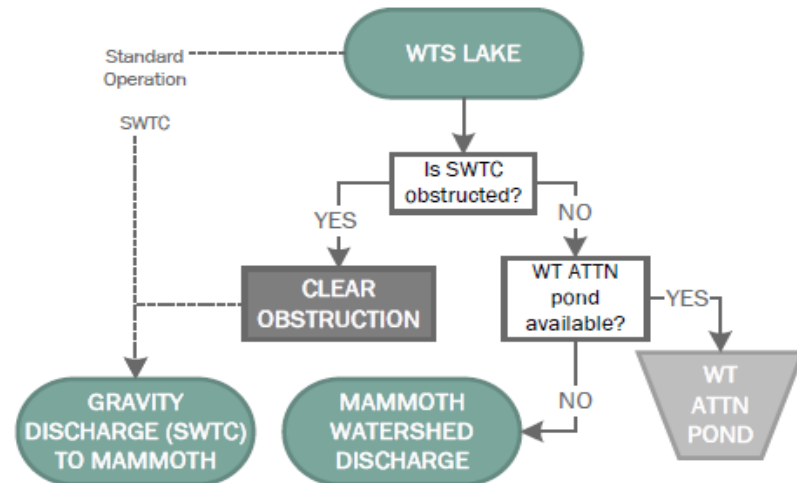 WTS LAKE
Standard
Operation
SWTC
Is SWTC
obstructed?
YES
NO
CLEAR
OBSTRUCTION
WT ATTN
pond
available?
YES
GRAVITY
DISCHARGE (SWTC)
TO MAMMOTH
MAMMOTH
WATERSHED
DISCHARGE
NO
WT
ATTN
POND